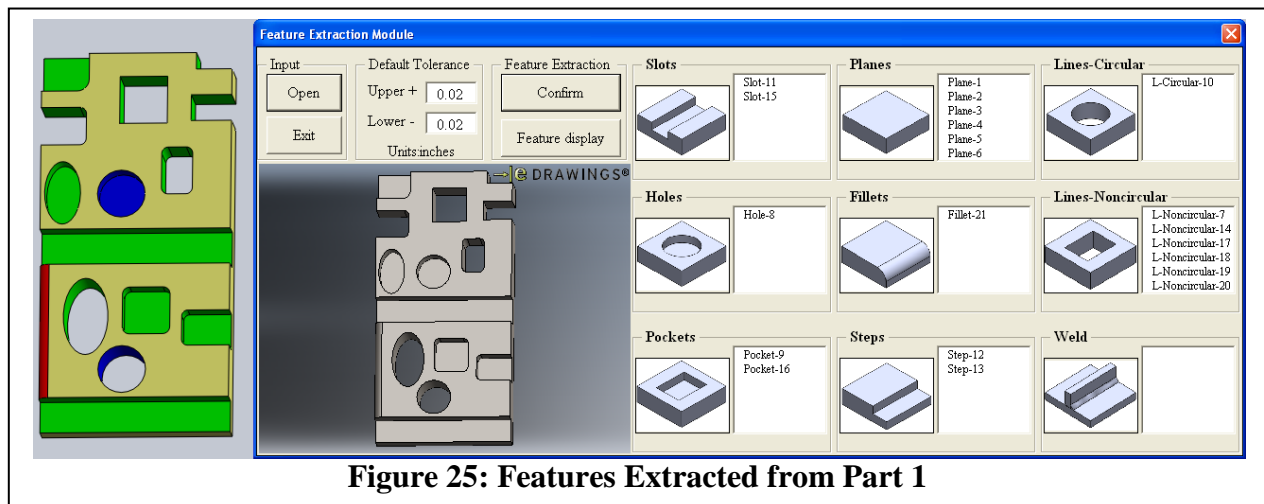 Feature Extraction Module
Input
Open
Exit
Default Tolerance
Upper + 0.02
Lower - 0.02
Units:inches
Feature Extraction
Confirm
Feature display
eDRAWINGS®
Slots
Slot-11
Slot-15
Planes
Plane-1
Plane-2
Plane-3
Plane-4
Plane-5
Plane-6
Lines-Circular
L-Circular-10
Holes
Hole-8
Fillets
Fillet-21
Lines-Noncircular
L-Noncircular-7
L-Noncircular-14
L-Noncircular-17
L-Noncircular-18
L-Noncircular-19
L-Noncircular-20
Pockets
Pocket-9
Pocket-16
Steps
Step-12
Step-13
Weld
Figure 25: Features Extracted from Part 1